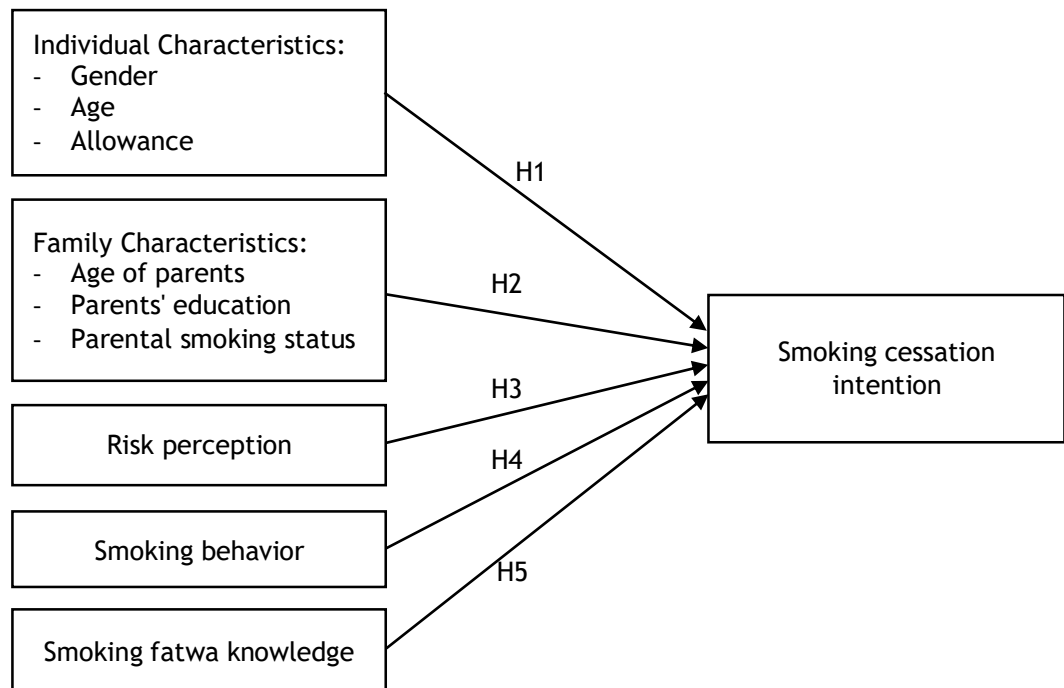 Individual Characteristics:
- Gender
- Age
- Allowance
H1
Family Characteristics:
- Age of parents
- Parents' education
- Parental smoking status
H2
Smoking cessation
intention
H3
Risk perception
H4
Smoking behavior
H5
Smoking fatwa knowledge